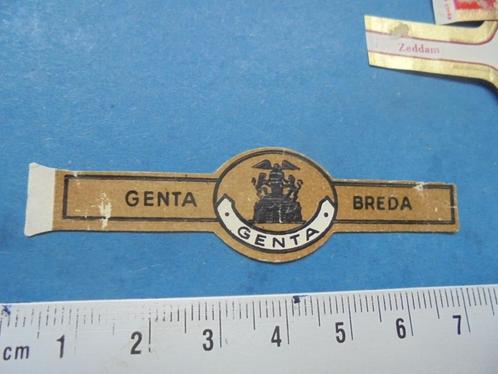 Zeddam
GENTA
BREDA
· GENTA ·
cm 1 2 3 4 5 6 7